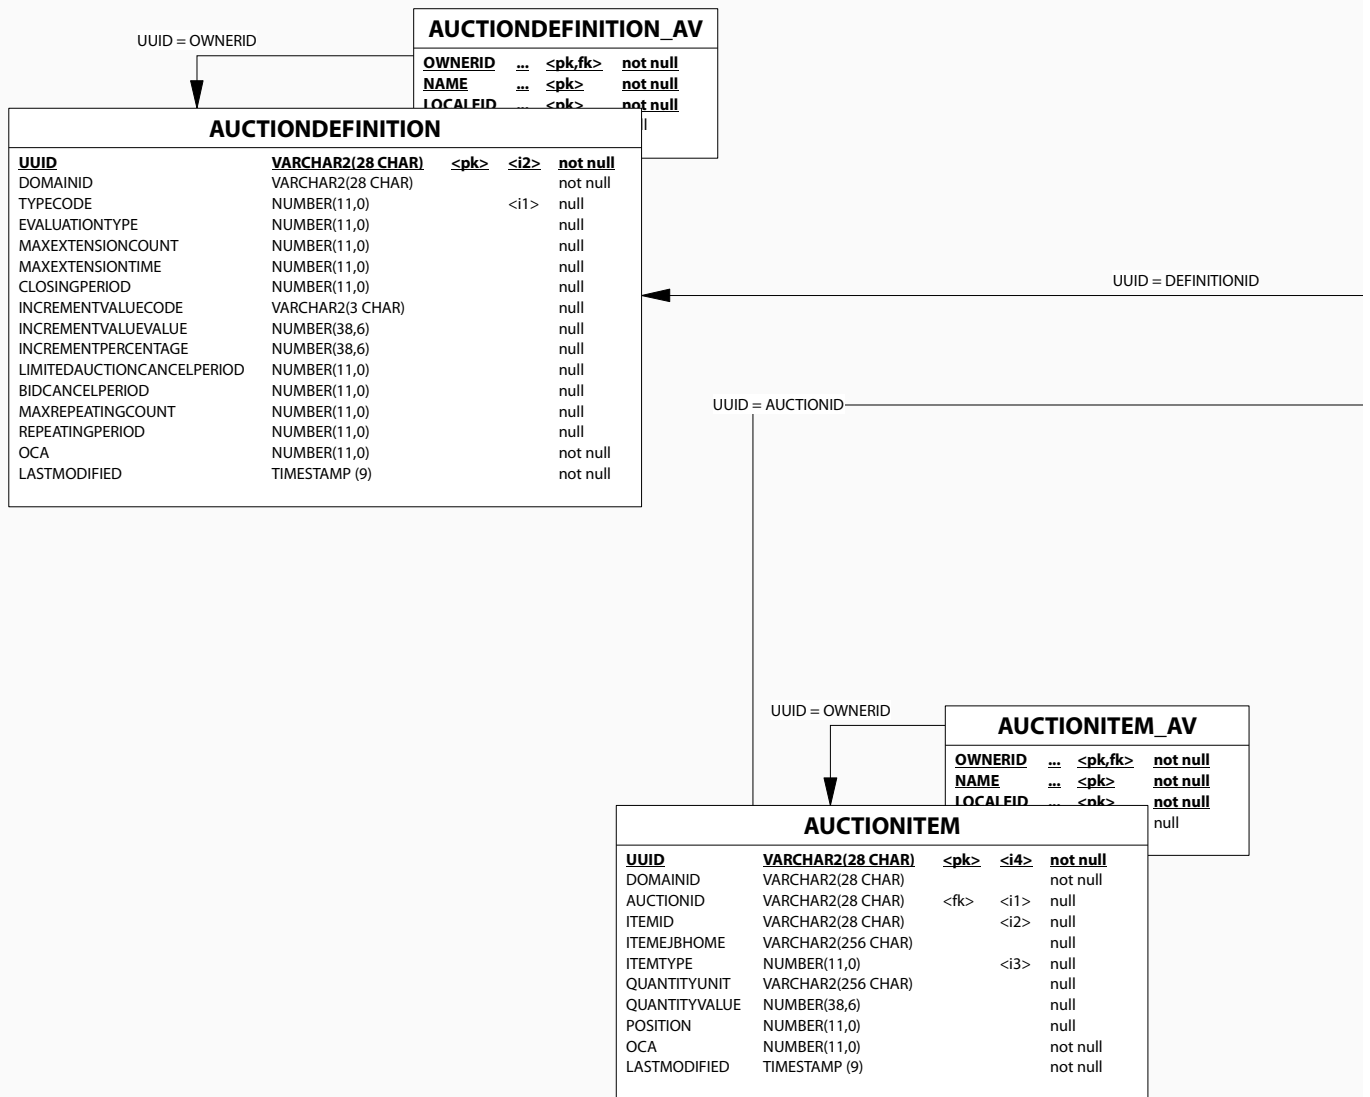 AUCTIONDEFINITION_AV
UUID = OWNERID
OWNERID ... <pk,fk> not null
NAME ... <pk> not null
LOCALEID ... <pk> not null
AUCTIONDEFINITION
UUID VARCHAR2(28 CHAR) <pk> <i2> not null
DOMAINID VARCHAR2(28 CHAR) not null
TYPECODE NUMBER(11,0) <i1> null
EVALUATIONTYPE NUMBER(11,0) null
MAXEXTENSIONCOUNT NUMBER(11,0) null
MAXEXTENSIONTIME NUMBER(11,0) null
CLOSINGPERIOD NUMBER(11,0) null
INCREMENTVALUECODE VARCHAR2(3 CHAR) null
INCREMENTVALUEVALUE NUMBER(38,6) null
INCREMENTPERCENTAGE NUMBER(38,6) null
LIMITEDAUCTIONCANCELPERIOD NUMBER(11,0) null
BIDCANCELPERIOD NUMBER(11,0) null
MAXREPEATINGCOUNT NUMBER(11,0) null
REPEATINGPERIOD NUMBER(11,0) null
OCA NUMBER(11,0) not null
LASTMODIFIED TIMESTAMP (9) not null
UUID = DEFINITIONID
UUID = AUCTIONID
UUID = OWNERID
AUCTIONITEM_AV
OWNERID ... <pk,fk> not null
NAME ... <pk> not null
LOCALEID ... <pk> not null
null
AUCTIONITEM
UUID VARCHAR2(28 CHAR) <pk> <i4> not null
DOMAINID VARCHAR2(28 CHAR) not null
AUCTIONID VARCHAR2(28 CHAR) <fk> <i1> null
ITEMID VARCHAR2(28 CHAR) <i2> null
ITEMEJBHOME VARCHAR2(256 CHAR) null
ITEMTYPE NUMBER(11,0) <i3> null
QUANTITYUNIT VARCHAR2(256 CHAR) null
QUANTITYVALUE NUMBER(38,6) null
POSITION NUMBER(11,0) null
OCA NUMBER(11,0) not null
LASTMODIFIED TIMESTAMP (9) not null